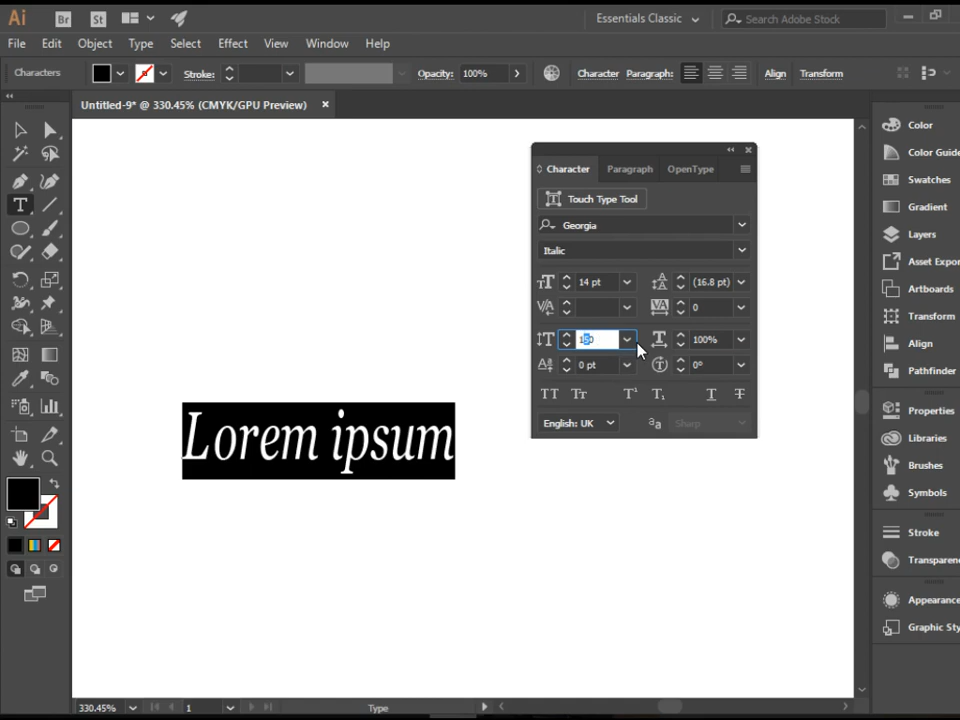 Ai Br St Essentials Classic Search Adobe Stock
File Edit Object Type Select Effect View Window Help
Characters Stroke: Opacity: 100% Character Paragraph: Align Transform
Untitled-9* @ 330.45% (CMYK/GPU Preview)
Character Paragraph OpenType
Touch Type Tool
Georgia
Italic
14 pt (16.8 pt)
0
100%
0 pt 0°
English: UK Sharp
Lorem ipsum
Color
Color Guide
Swatches
Gradient
Layers
Asset Expor
Artboards
Transform
Align
Pathfinder
Properties
Libraries
Brushes
Symbols
Stroke
Transparen
Appearance
Graphic Sty
330.45% 1 Type